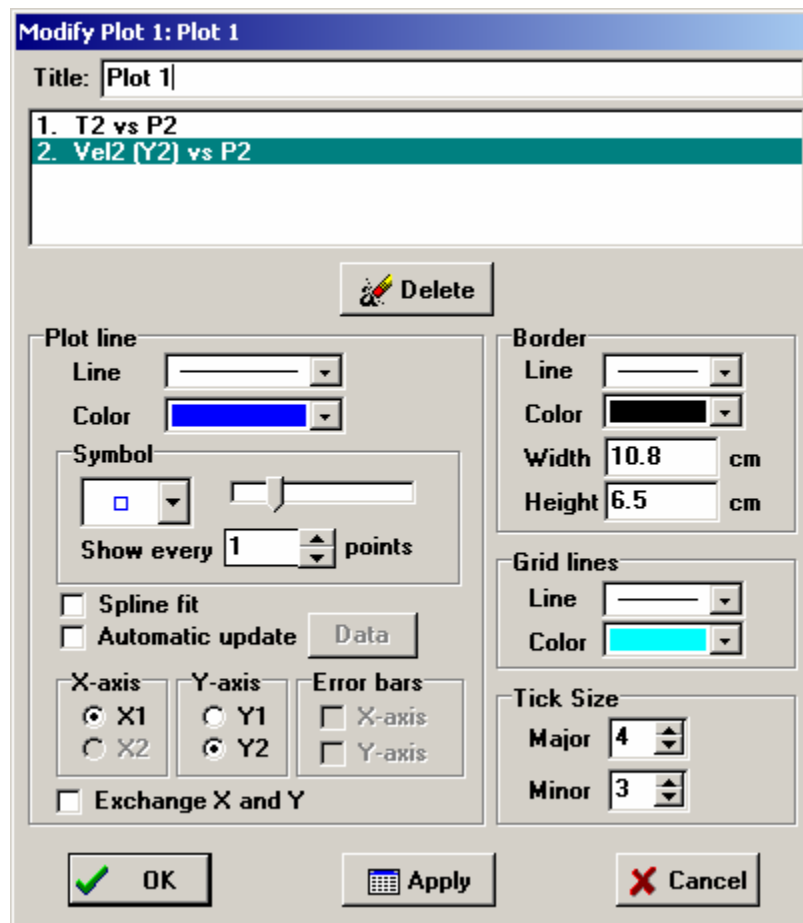 Modify Plot 1: Plot 1
Title: Plot 1
1. T2 vs P2
2. Vel2 (Y2) vs P2
Delete
Plot line
Line
Color
Symbol
Show every 1 points
Spline fit
Automatic update Data
X-axis
X1
X2
Y-axis
Y1
Y2
Error bars
X-axis
Y-axis
Exchange X and Y
Border
Line
Color
Width 10.8 cm
Height 6.5 cm
Grid lines
Line
Color
Tick Size
Major 4
Minor 3
OK
Apply
Cancel